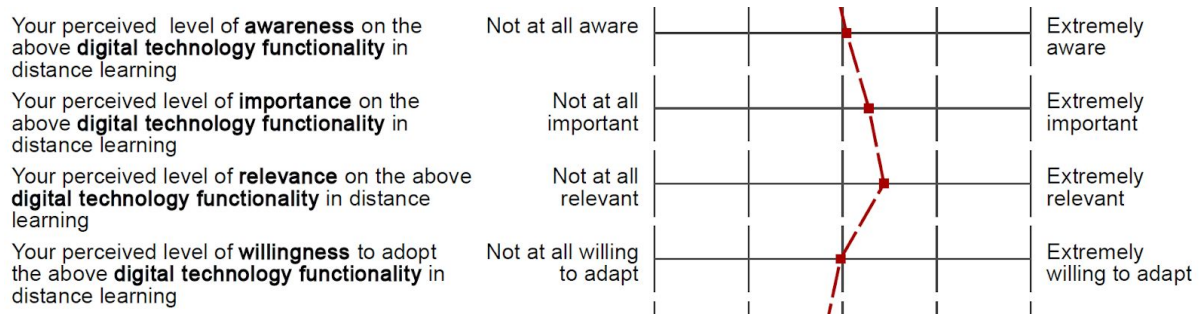 Your perceived level of awareness on the
above digital technology functionality in
distance learning
Not at all aware
Extremely
aware
Your perceived level of importance on the
above digital technology functionality in
distance learning
Not at all
important
Extremely
important
Your perceived level of relevance on the above
digital technology functionality in distance
learning
Not at all
relevant
Extremely
relevant
Your perceived level of willingness to adopt
the above digital technology functionality in
distance learning
Not at all willing
to adapt
Extremely
willing to adapt